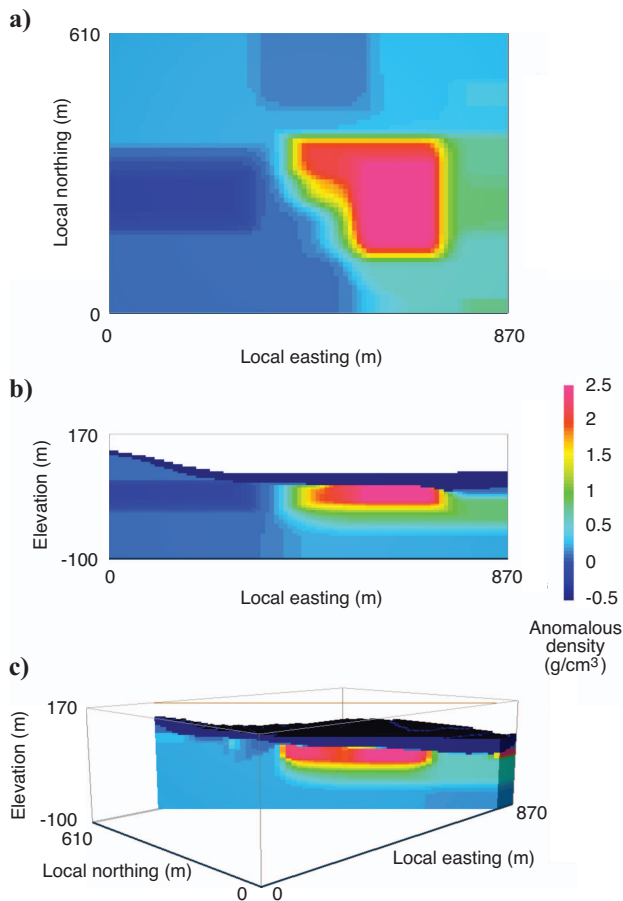 a)
610
Local northing (m)
0
0
870
Local easting (m)
b)
170
Elevation (m)
-100
0
870
Local easting (m)
2.5
2
1.5
1
0.5
0
-0.5
Anomalous
density
(g/cm³)
c)
170
Elevation (m)
-100
610
Local northing (m)
0
0
Local easting (m)
870